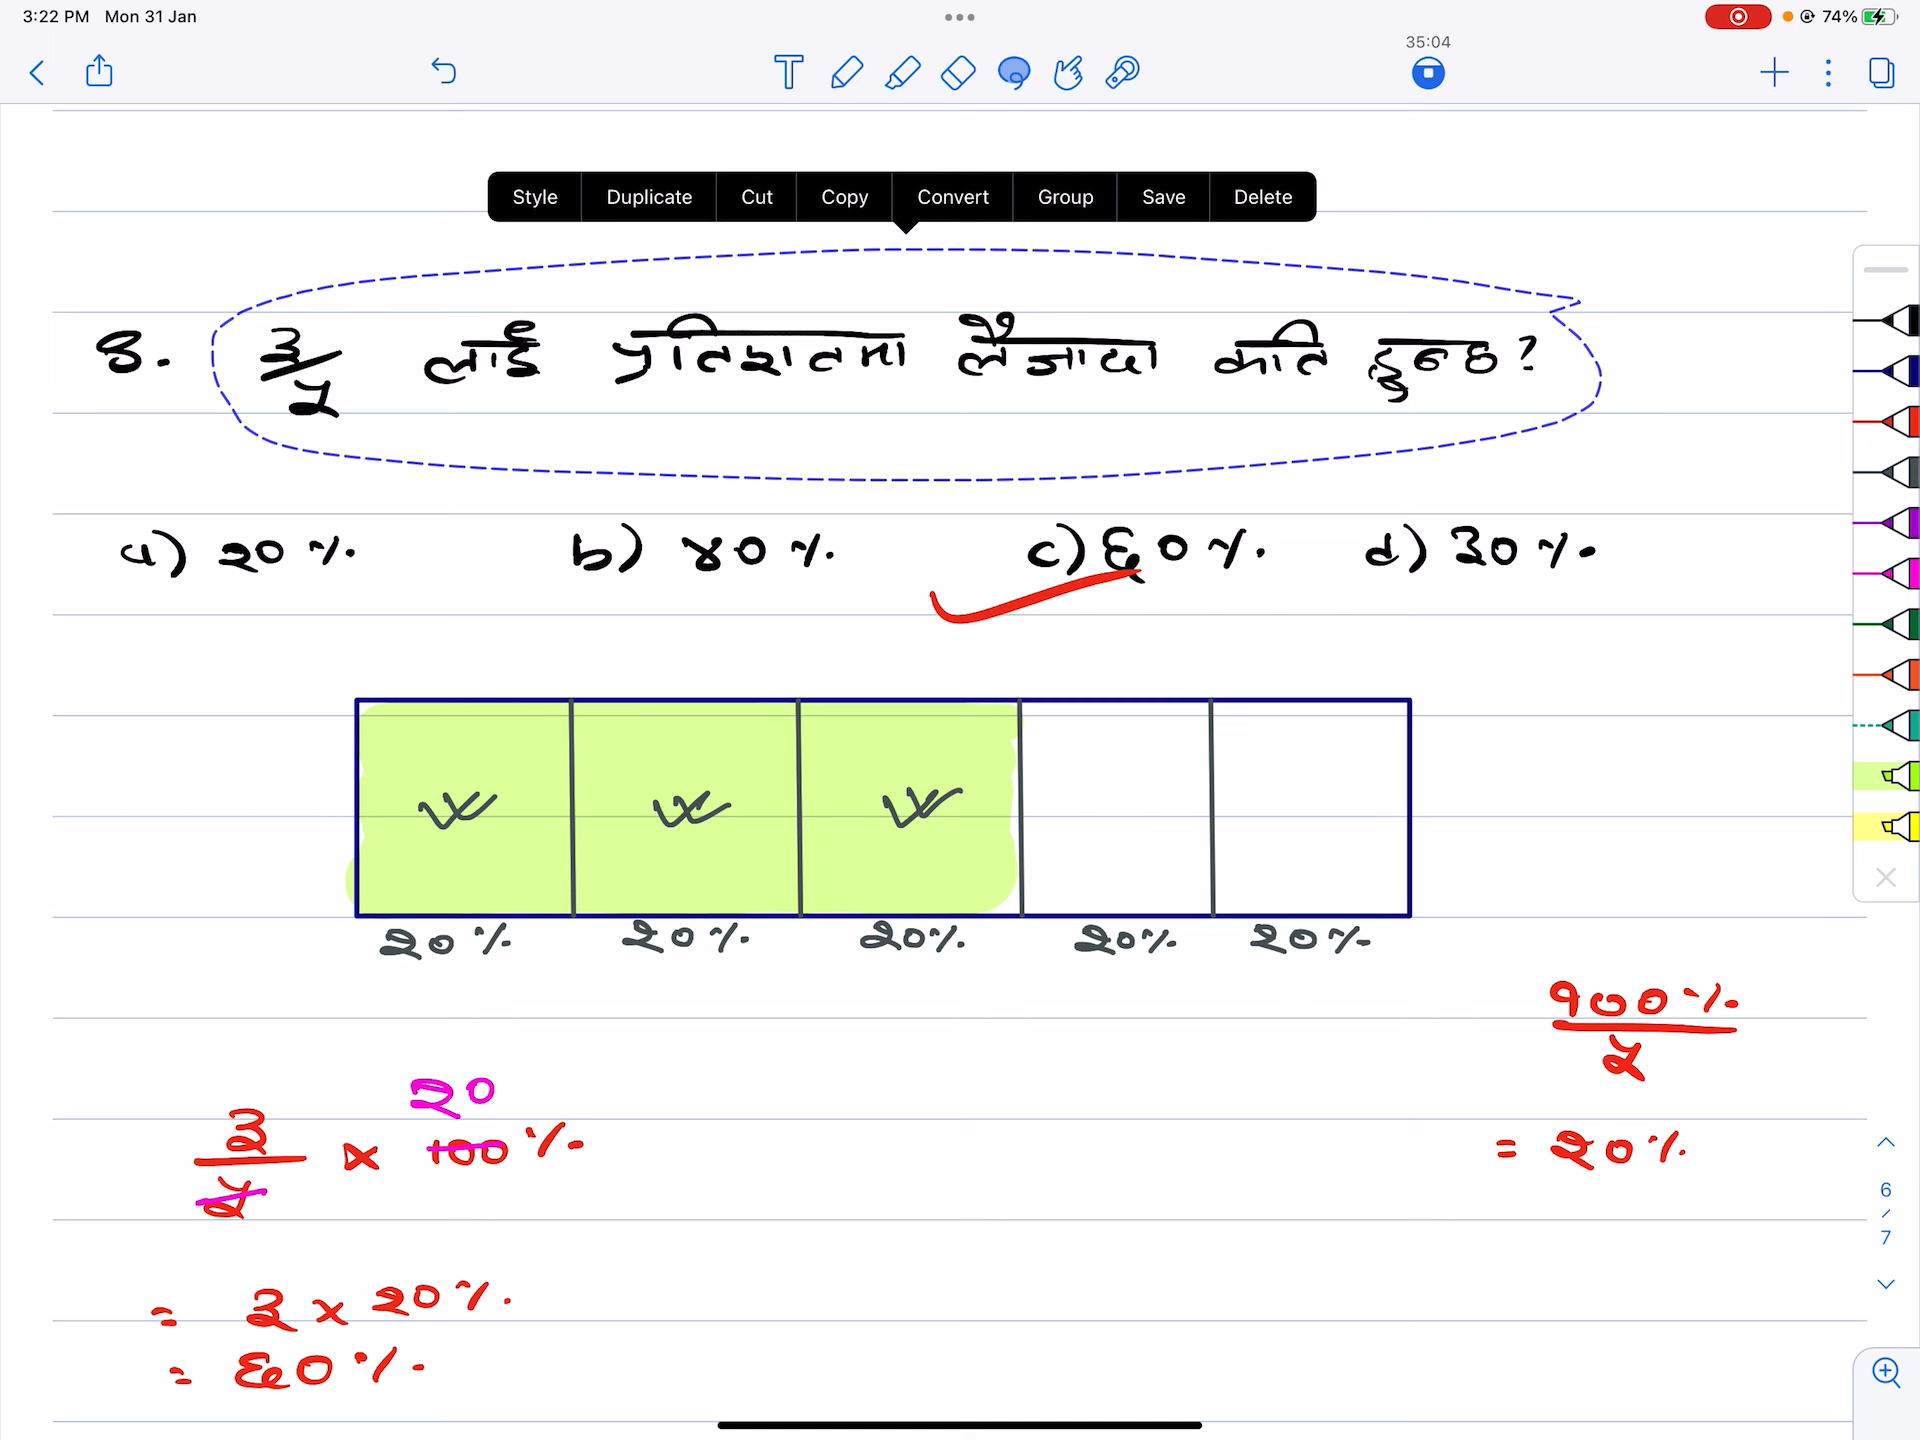 3:22 PM Mon 31 Jan
74%
35:04
Style Duplicate Cut Copy Convert Group Save Delete
8. ३/५ लाई प्रतिशतमा लैजाँदा कति हुन्छ?
a) २० % b) ४० % c) ६० % d) ३० %
२० % २० % २०% २०% २० %
१०० %
५
= २० %
२०
३ × १०० %
५
= ३ × २० %
= ६० %
6
/
7